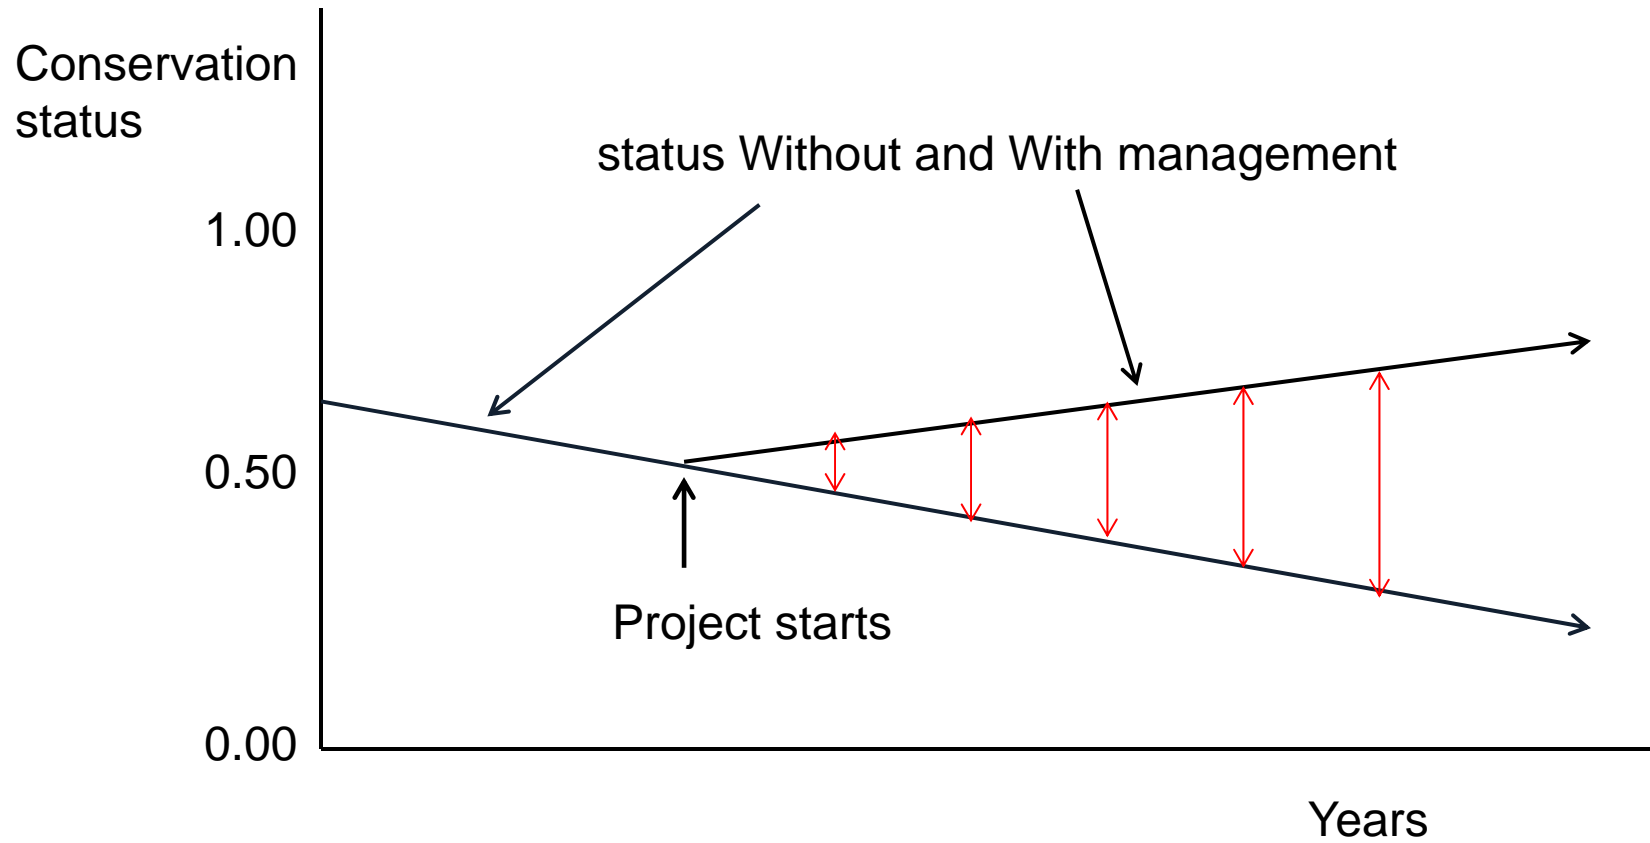 Conservation
status
status Without and With management
1.00
0.50
Project starts
0.00
Years